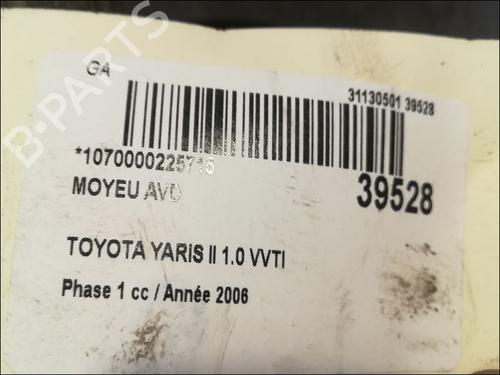 GA
31130501 39528
*1070000225715
39528
MOYEU AVD
TOYOTA YARIS II 1.0 VVTI
Phase 1 cc / Année 2006
B-PARTS